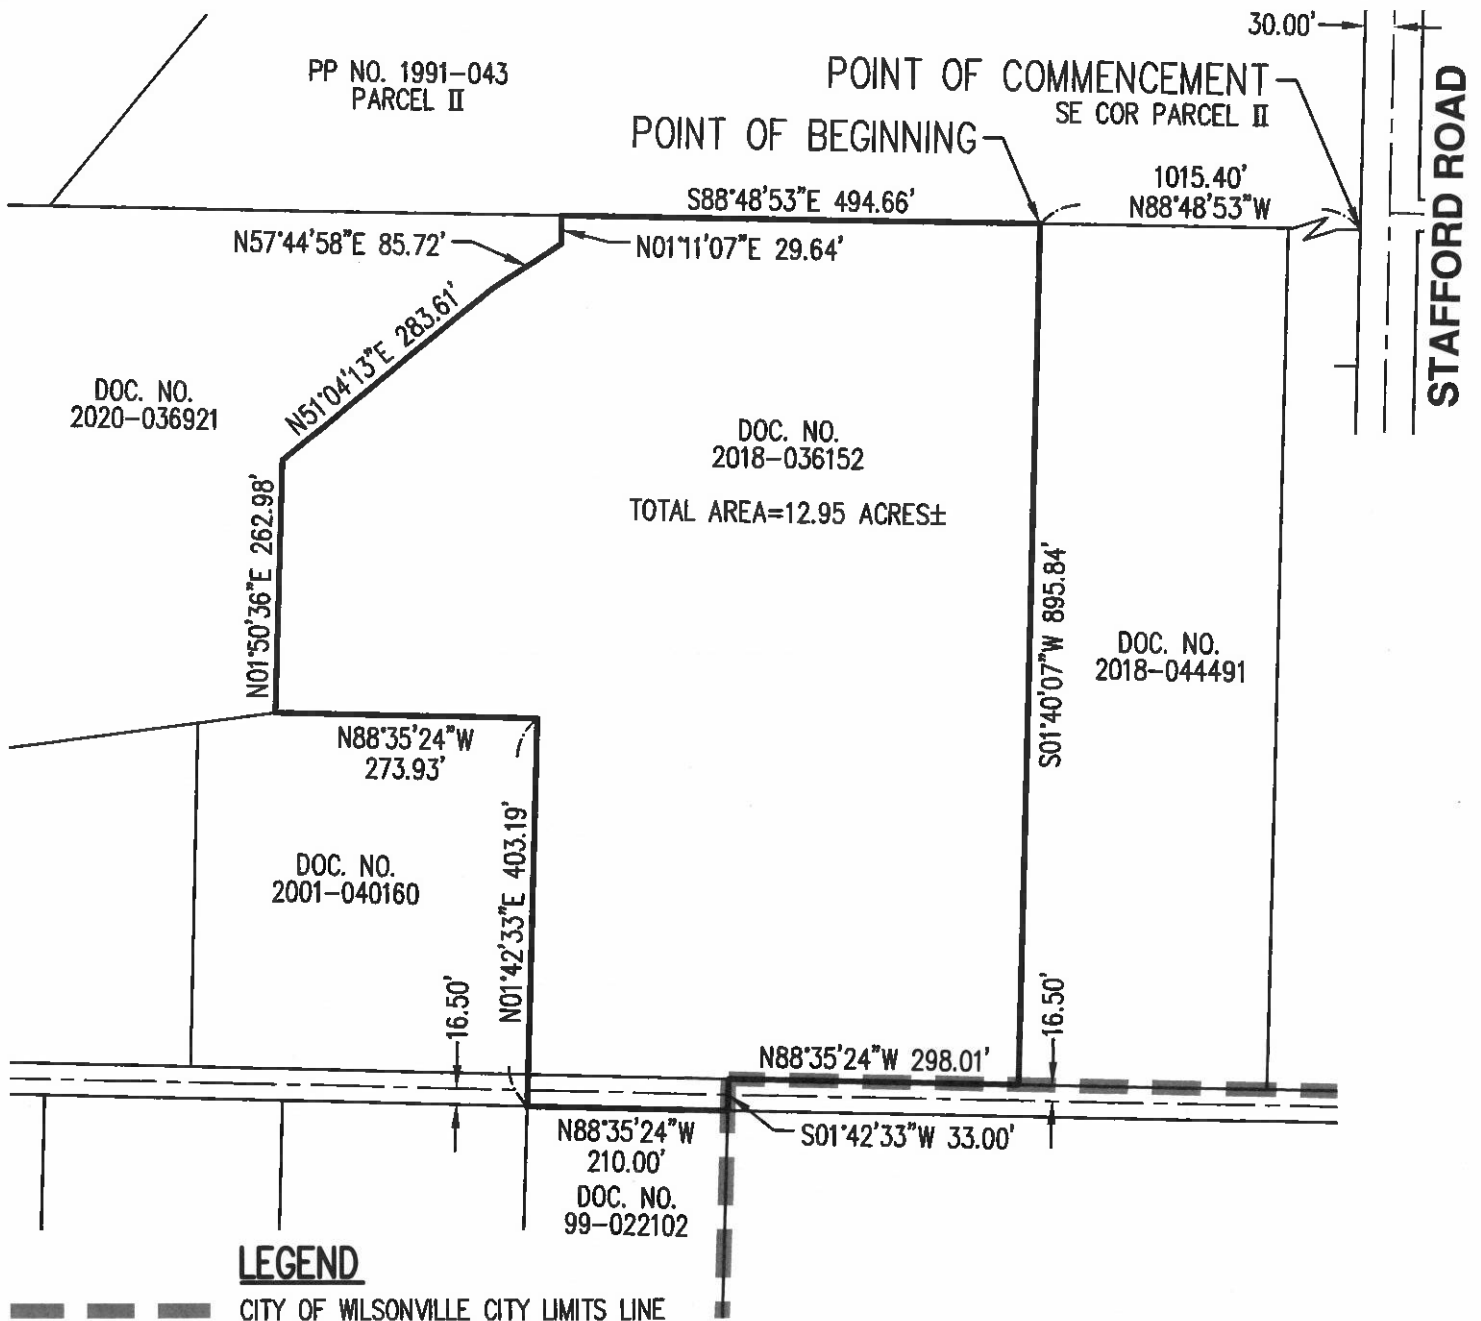 30.00'
PP NO. 1991-043
PARCEL II
POINT OF COMMENCEMENT
SE COR PARCEL II
STAFFORD ROAD
POINT OF BEGINNING
1015.40'
N88°48'53"W
S88°48'53"E 494.66'
N57°44'58"E 85.72'
N01°11'07"E 29.64'
N51°04'13"E 283.61'
DOC. NO.
2020-036921
DOC. NO.
2018-036152
TOTAL AREA=12.95 ACRES±
N01°50'36"E 262.98'
S01°40'07"W 895.84'
DOC. NO.
2018-044491
N88°35'24"W
273.93'
N01°42'33"E 403.19'
DOC. NO.
2001-040160
16.50'
16.50'
N88°35'24"W 298.01'
N88°35'24"W
210.00'
S01°42'33"W 33.00'
DOC. NO.
99-022102
LEGEND
CITY OF WILSONVILLE CITY LIMITS LINE